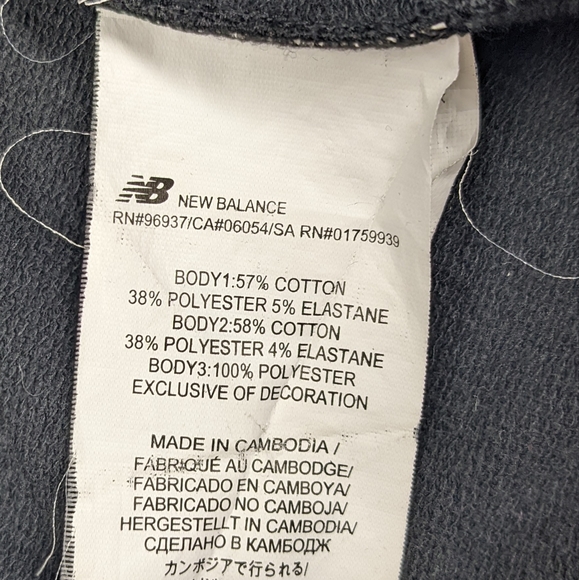 NB NEW BALANCE
RN#96937/CA#06054/SA RN#01759939
BODY1:57% COTTON
38% POLYESTER 5% ELASTANE
BODY2:58% COTTON
38% POLYESTER 4% ELASTANE
BODY3:100% POLYESTER
EXCLUSIVE OF DECORATION
MADE IN CAMBODIA/
FABRIQUÉ AU CAMBODGE/
FABRICADO EN CAMBOYA/
FABRICADO NO CAMBOJA/
HERGESTELLT IN CAMBODIA/
СДЕЛАНО В КАМБОДЖ
カンボジアで行られる/